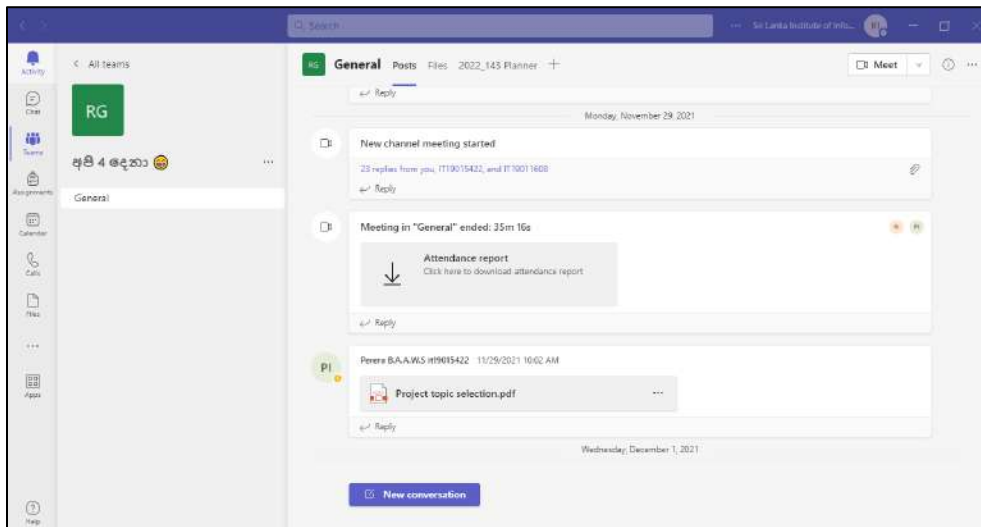 Search
Sri Lanka Institute of Info...
Activity
Chat
Teams
Assignments
Calendar
Calls
Files
Apps
Help
All teams
RG
අපි 4 දෙනා 😂
General
RG General Posts Files 2022_143 Planner
Meet
Reply
Monday, November 29, 2021
New channel meeting started
23 replies from you, IT19015422, and IT19011608
Reply
Meeting in "General" ended: 35m 16s
Attendance report
Click here to download attendance report
Reply
PI
Perera B.A.A.W.S it19015422 11/29/2021 10:02 AM
Project topic selection.pdf
Reply
Wednesday, December 1, 2021
New conversation